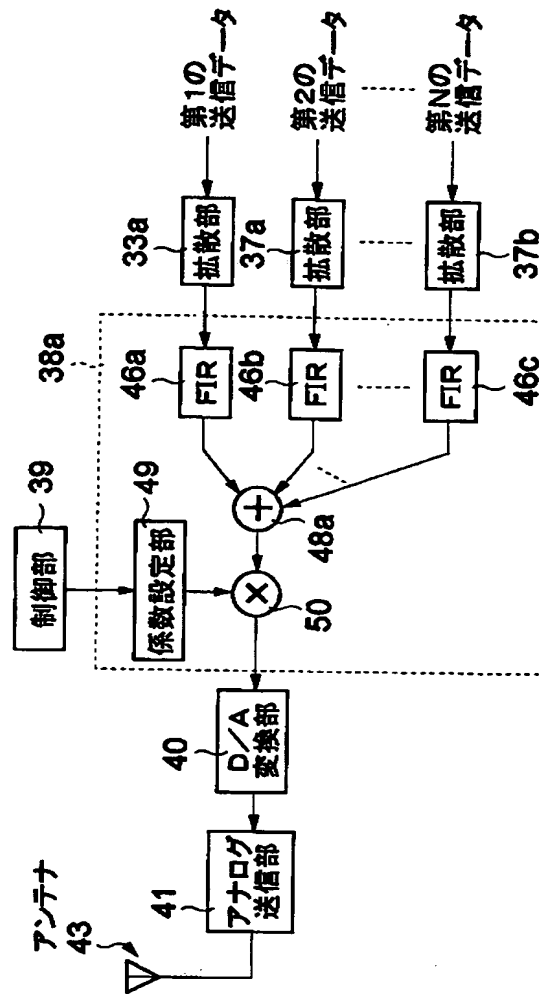 アンテナ
43
41
アナログ
送信部
40
D/A
変換部
制御部
39
係数設定部
49
50
48a
38a
46a
FIR
46b
FIR
46c
FIR
33a
拡散部
37a
拡散部
37b
拡散部
第1の
送信データ
第2の
送信データ
第Nの
送信データ